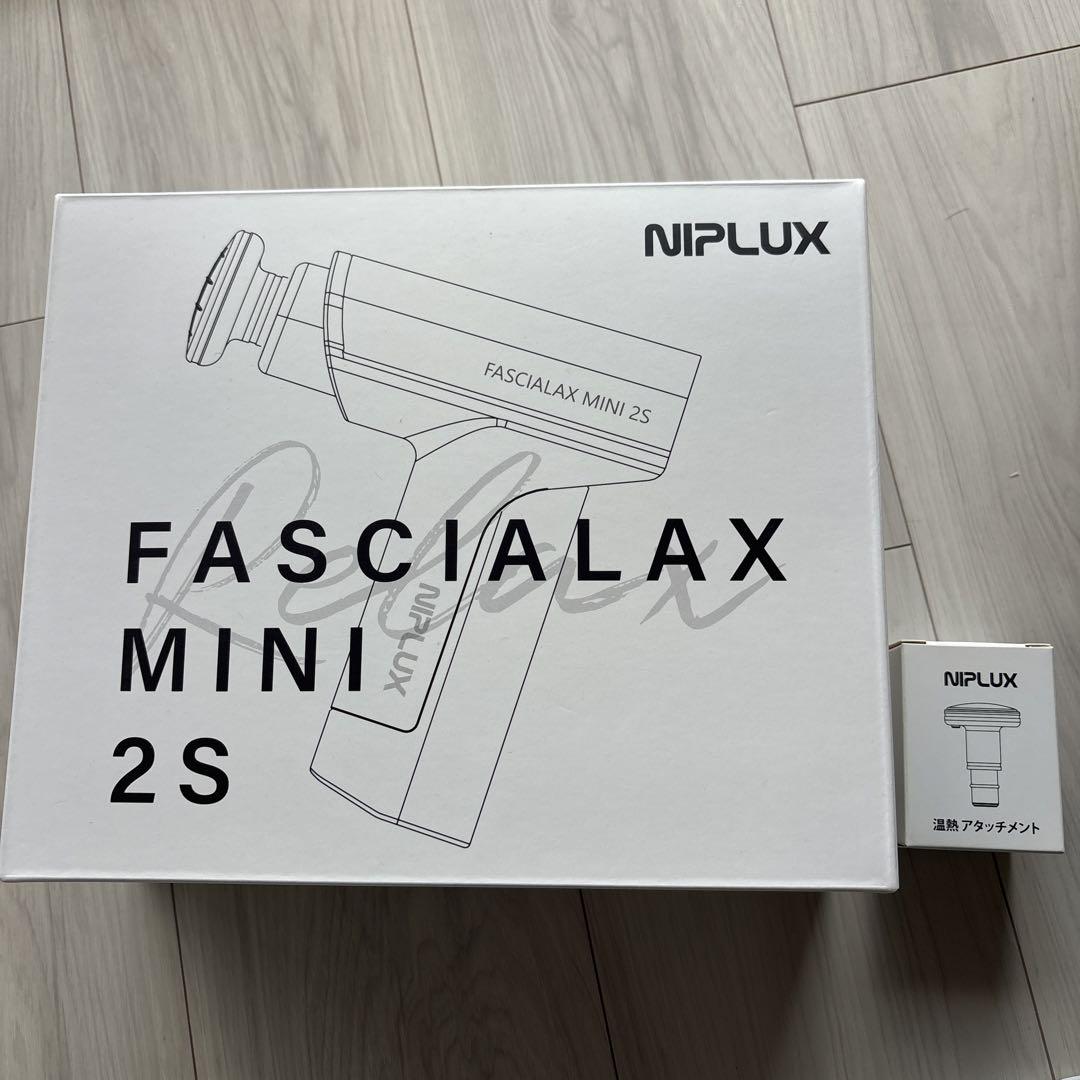 NIPLUX
FASCIALAX MINI 2S
Relax
FASCIALAX
MINI
2S
NIPLUX
NIPLUX
温熱 アタッチメント